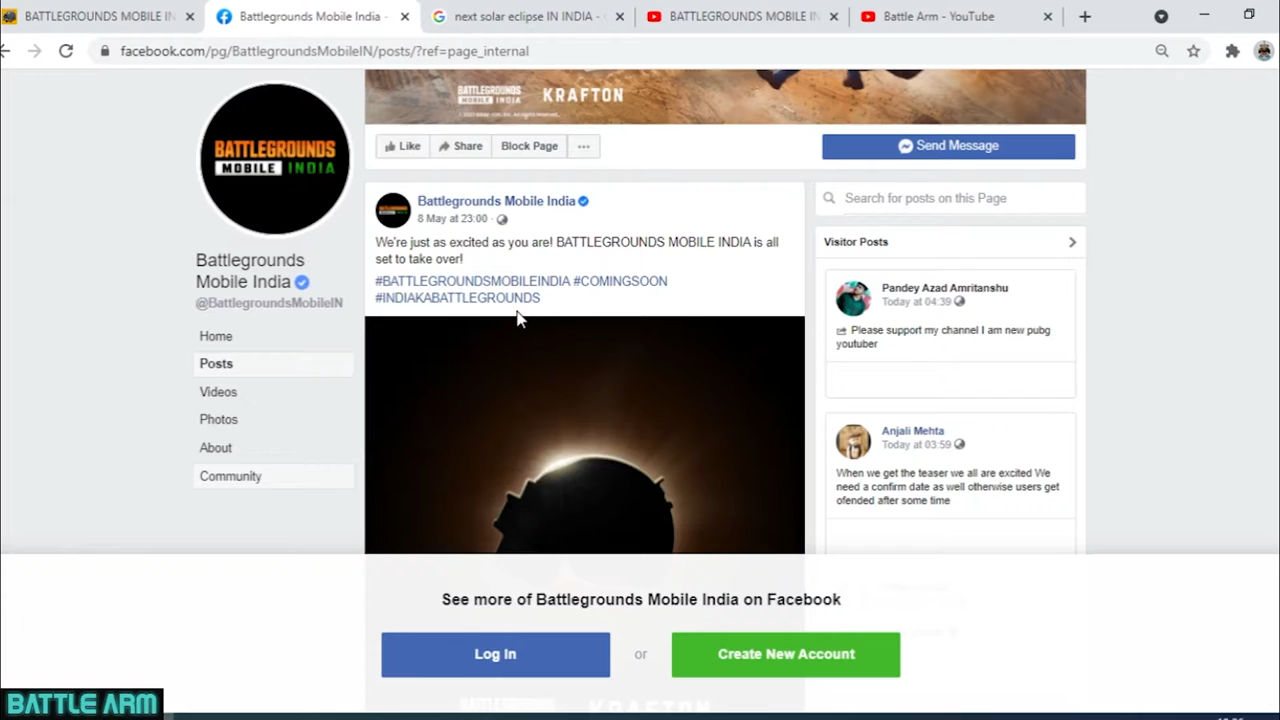 BATTLEGROUNDS MOBILE IN
Battlegrounds Mobile India -
next solar eclipse IN INDIA -
BATTLEGROUNDS MOBILE IN
Battle Arm - YouTube
facebook.com/pg/BattlegroundsMobileIN/posts/?ref=page_internal
BATTLEGROUNDS
MOBILE INDIA
KRAFTON
BATTLEGROUNDS
MOBILE INDIA
Like
Share
Block Page
Send Message
Battlegrounds Mobile India
8 May at 23:00
We're just as excited as you are! BATTLEGROUNDS MOBILE INDIA is all
set to take over!
#BATTLEGROUNDSMOBILEINDIA #COMINGSOON
#INDIAKABATTLEGROUNDS
Battlegrounds
Mobile India
@BattlegroundsMobileIN
Home
Posts
Videos
Photos
About
Community
Search for posts on this Page
Visitor Posts
Pandey Azad Amritanshu
Today at 04:39
Please support my channel I am new pubg
youtuber
Anjali Mehta
Today at 03:59
When we get the teaser we all are excited We
need a confirm date as well otherwise users get
ofended after some time
See more of Battlegrounds Mobile India on Facebook
Log In
or
Create New Account
KRAFTON
BATTLE ARM